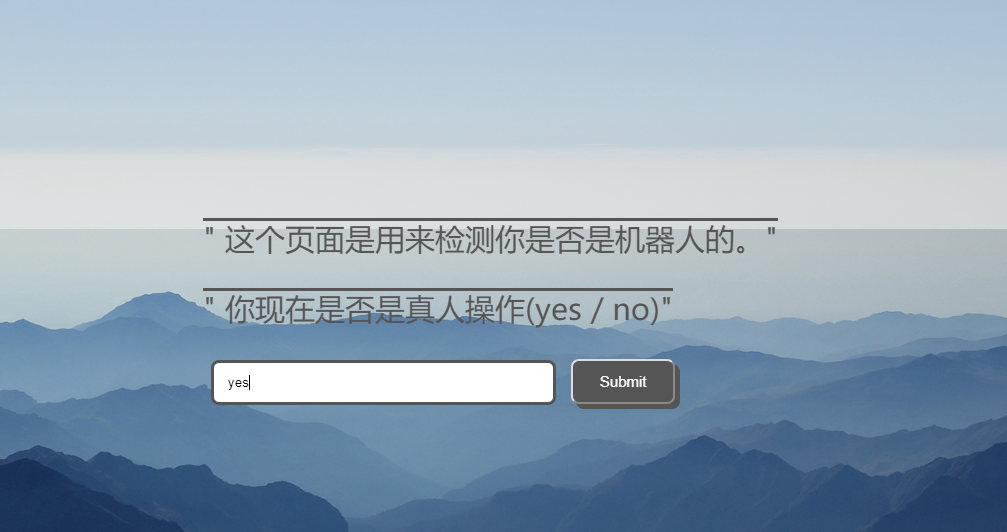 " 这个页面是用来检测你是否是机器人的。"
" 你现在是否是真人操作(yes / no)"
yes
Submit